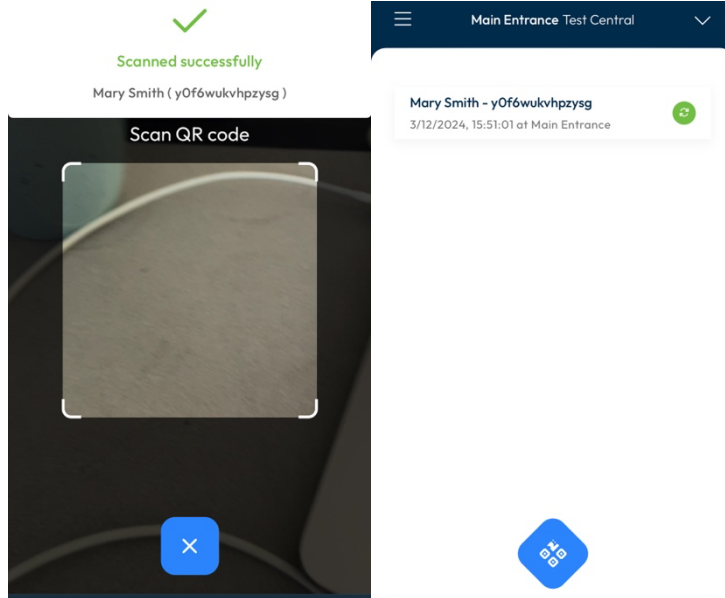 Scanned successfully
Mary Smith ( y0f6wukvhpzysg )
Scan QR code
Main Entrance Test Central
Mary Smith - y0f6wukvhpzysg
3/12/2024, 15:51:01 at Main Entrance